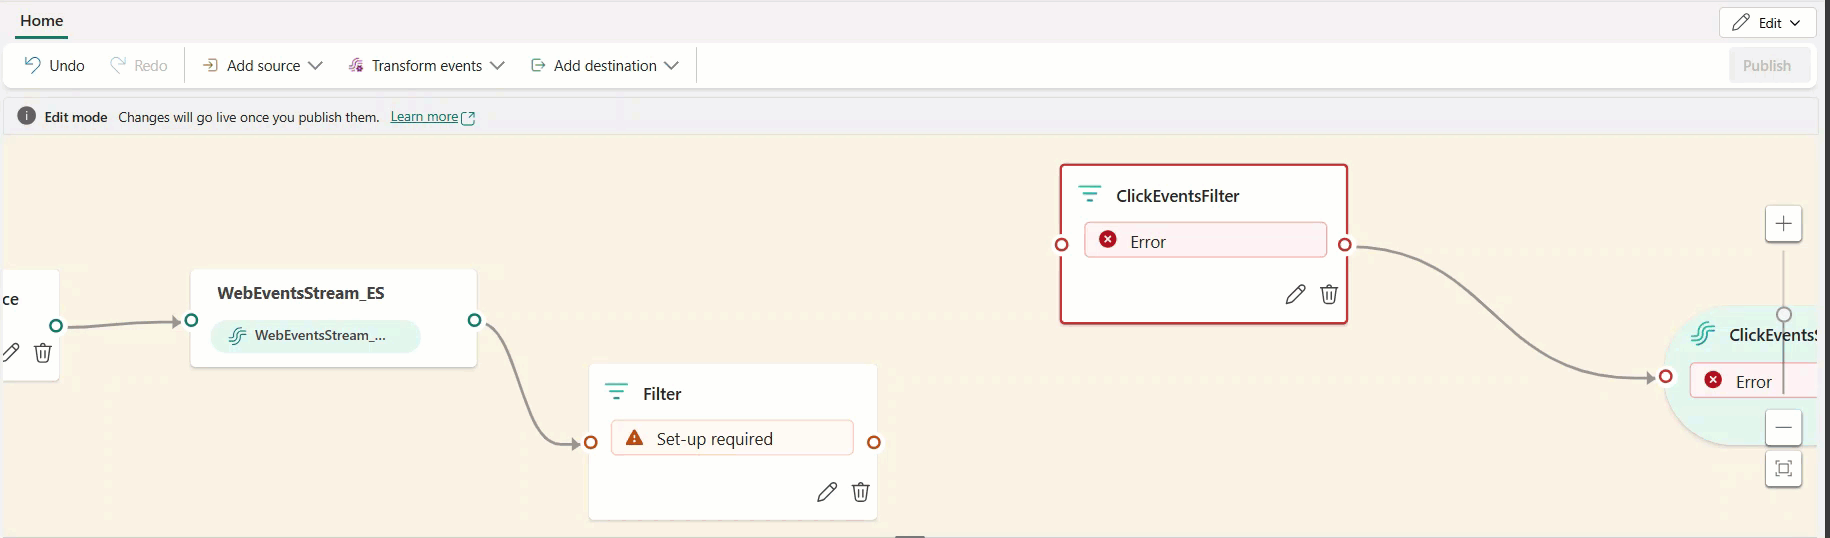 Home
Edit
Undo
Redo
Add source
Transform events
Add destination
Publish
Edit mode Changes will go live once you publish them. Learn more
ClickEventsFilter
Error
ce
WebEventsStream_ES
WebEventsStream_...
ClickEventsS
Error
Filter
Set-up required